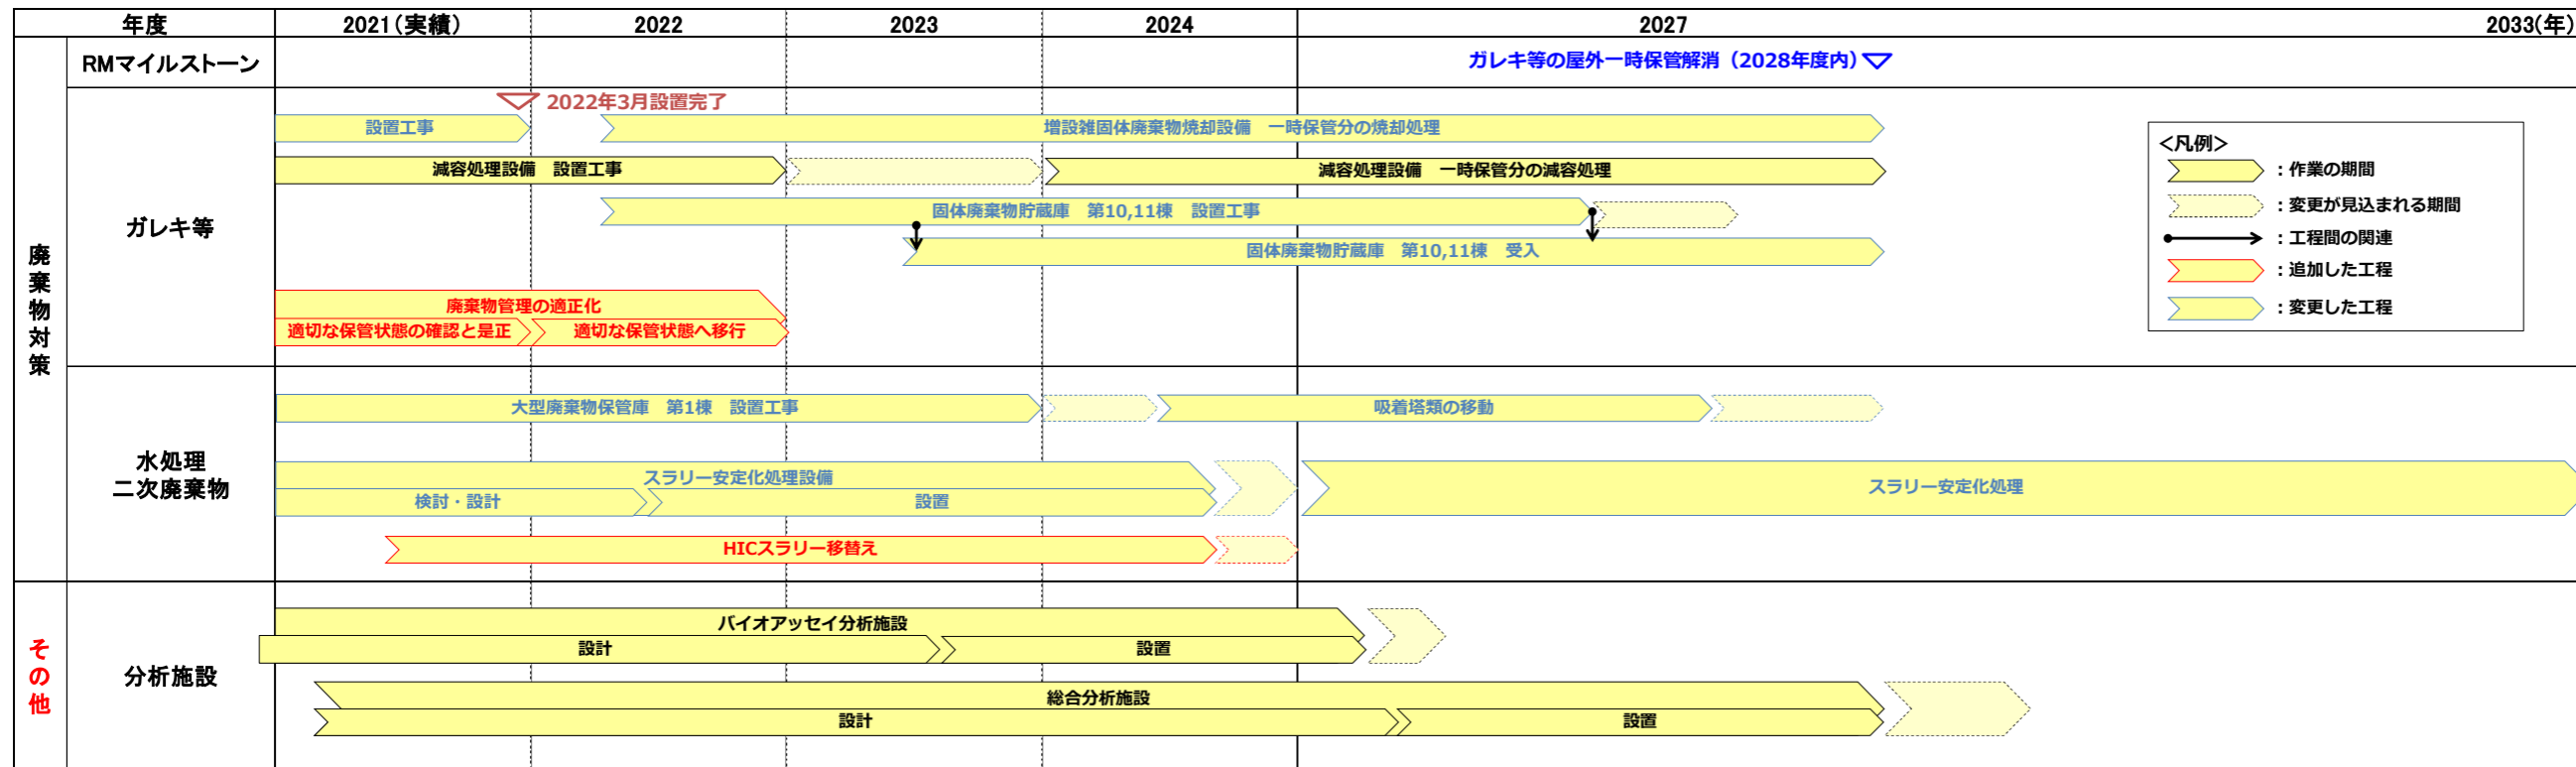 年度 2021(実績) 2022 2023 2024 2027 2033(年)
廃棄物対策
RMマイルストーン
ガレキ等の屋外一時保管解消（2028年度内）
ガレキ等
2022年3月設置完了
設置工事
増設雑固体廃棄物焼却設備　一時保管分の焼却処理
減容処理設備　設置工事
減容処理設備　一時保管分の減容処理
固体廃棄物貯蔵庫　第10,11棟　設置工事
固体廃棄物貯蔵庫　第10,11棟　受入
廃棄物管理の適正化
適切な保管状態の確認と是正
適切な保管状態へ移行
<凡例>
：作業の期間
：変更が見込まれる期間
：工程間の関連
：追加した工程
：変更した工程
水処理
二次廃棄物
大型廃棄物保管庫　第1棟　設置工事
吸着塔類の移動
スラリー安定化処理設備
検討・設計
設置
スラリー安定化処理
HICスラリー移替え
その他
分析施設
バイオアッセイ分析施設
設計
設置
総合分析施設
設計
設置